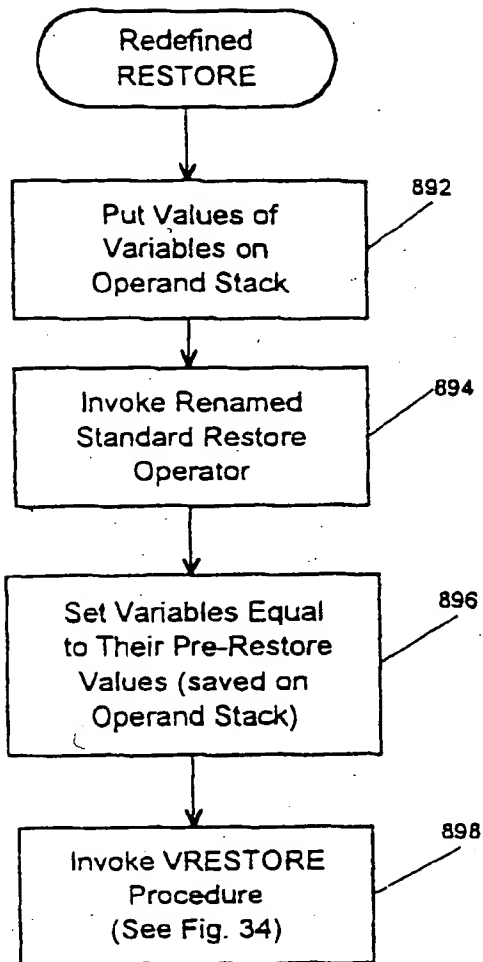 Redefined
RESTORE
892
Put Values of
Variables on
Operand Stack
894
Invoke Renamed
Standard Restore
Operator
896
Set Variables Equal
to Their Pre-Restore
Values (saved on
Operand Stack)
898
Invoke VRESTORE
Procedure
(See Fig. 34)